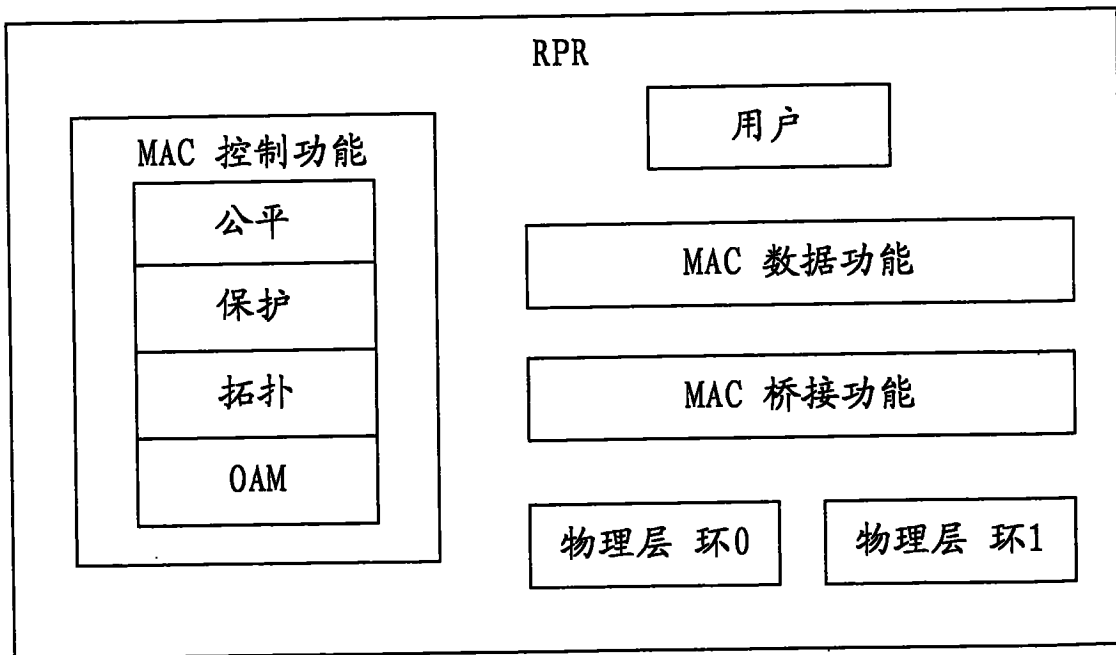 RPR
MAC 控制功能
公平
保护
拓扑
OAM
用户
MAC 数据功能
MAC 桥接功能
物理层 环0
物理层 环1